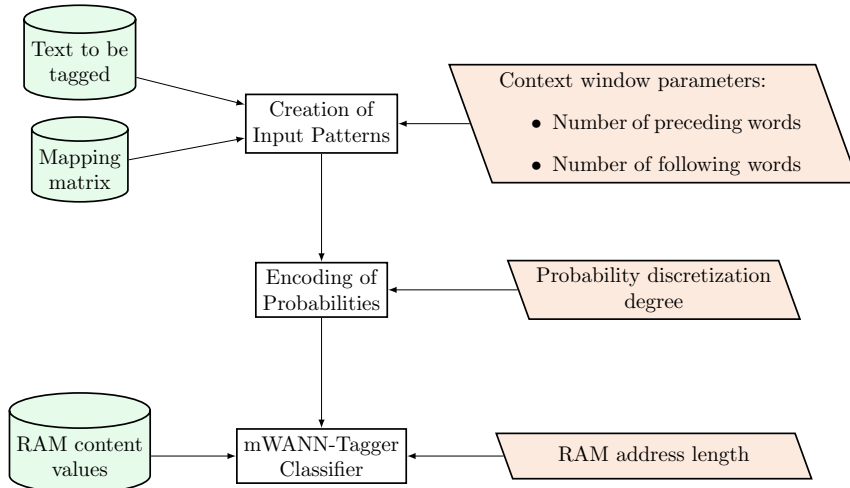 Text to be
tagged
Mapping
matrix
Creation of
Input Patterns
Context window parameters:
• Number of preceding words
• Number of following words
Encoding of
Probabilities
Probability discretization
degree
RAM content
values
mWANN-Tagger
Classifier
RAM address length